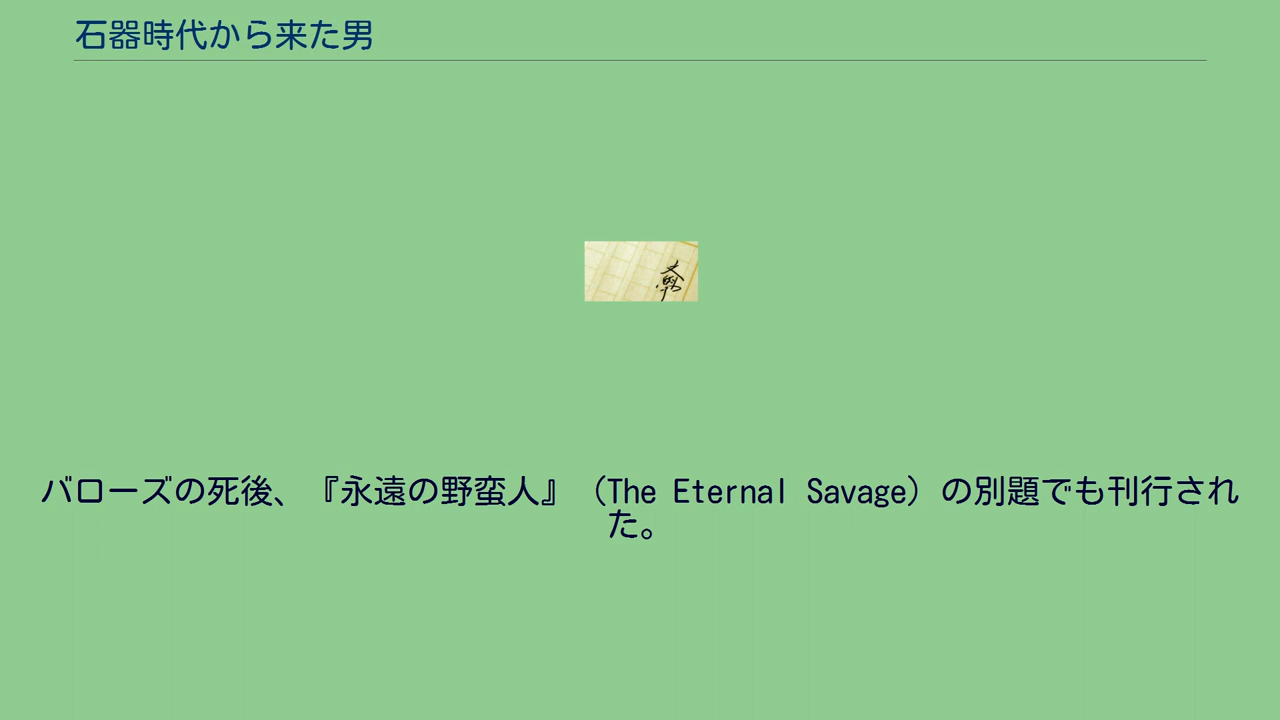 石器時代から来た男
バローズの死後、『永遠の野蛮人』（The Eternal Savage）の別題でも刊行され
た。